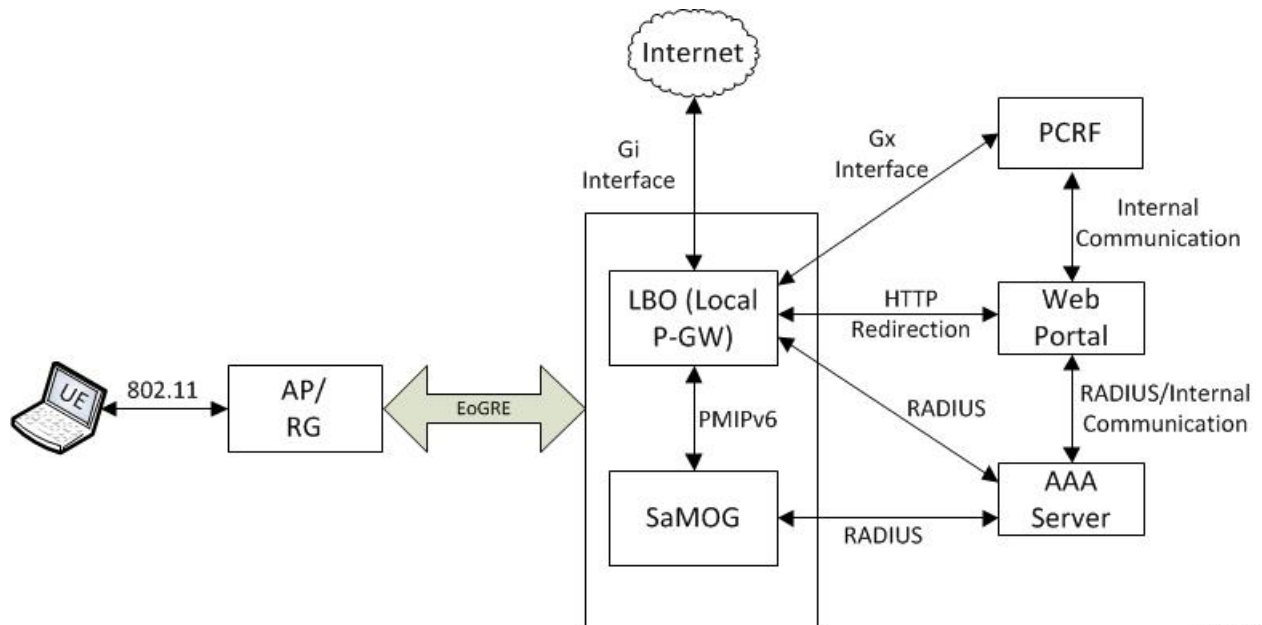 Internet
PCRF
Gi
Interface
Gx
Interface
Internal
Communication
LBO (Local
P-GW)
HTTP
Redirection
Web
Portal
UE
802.11
AP/
RG
EoGRE
PMIPv6
RADIUS
RADIUS/Internal
Communication
SaMOG
RADIUS
AAA
Server